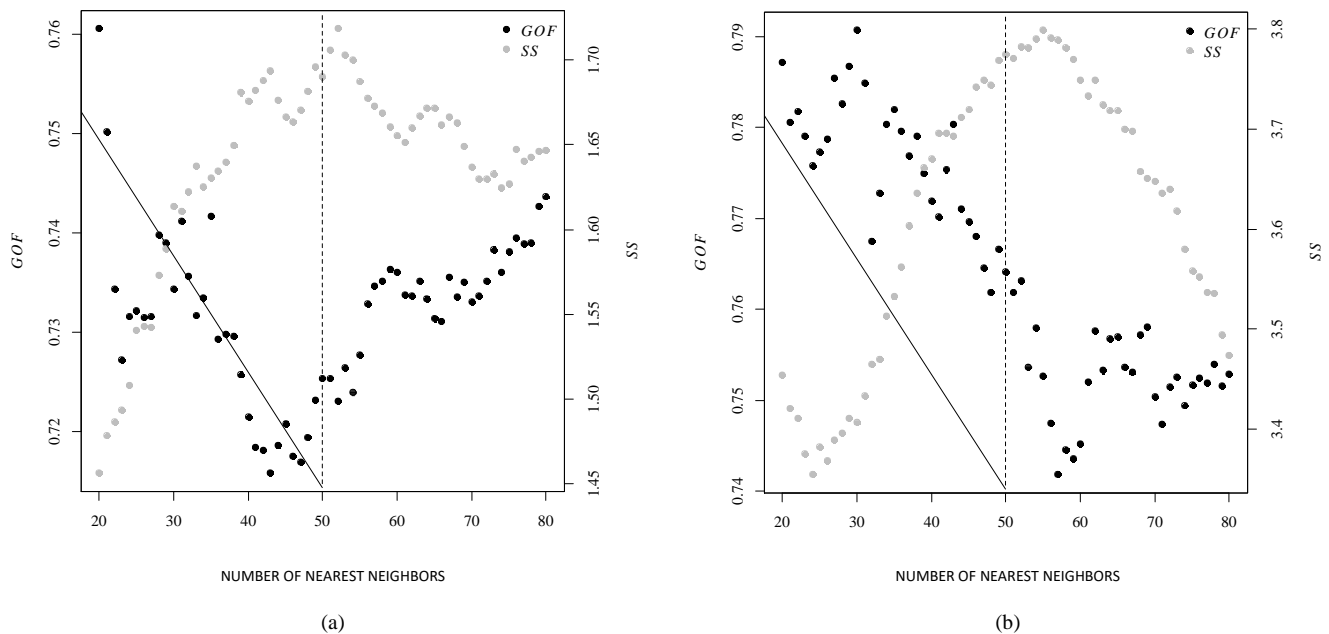 GOF
SS
0.76
0.75
0.74
0.73
0.72
GOF
1.70
1.65
1.60
1.55
1.50
1.45
SS
20 30 40 50 60 70 80
NUMBER OF NEAREST NEIGHBORS
(a)
GOF
SS
0.79
0.78
0.77
0.76
0.75
0.74
GOF
3.8
3.7
3.6
3.5
3.4
SS
20 30 40 50 60 70 80
NUMBER OF NEAREST NEIGHBORS
(b)